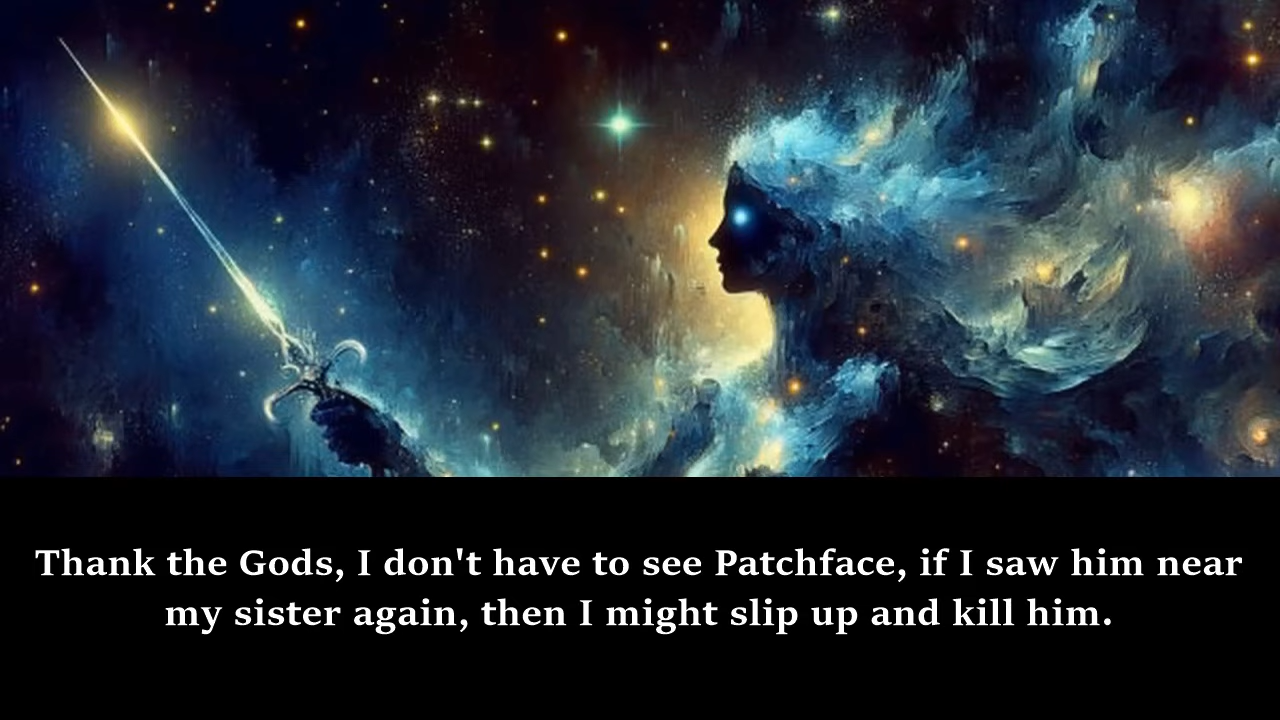 Thank the Gods, I don't have to see Patchface, if I saw him near
my sister again, then I might slip up and kill him.